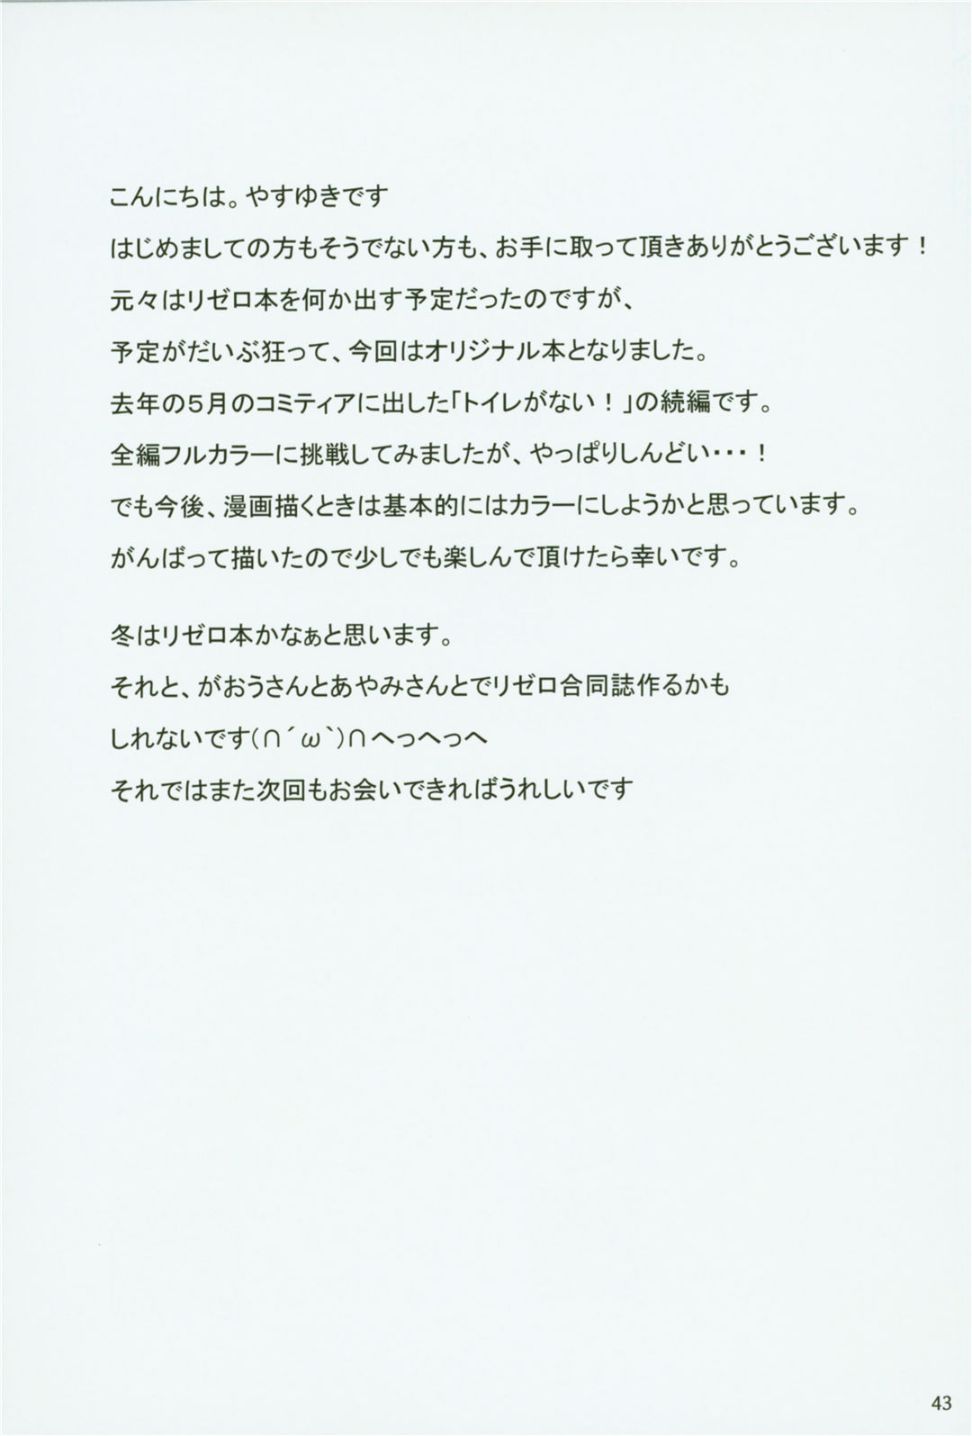 こんにちは。やすゆきです
はじめましての方もそうでない方も、お手に取って頂きありがとうございます！
元々はリゼロ本を何か出す予定だったのですが、
予定がだいぶ狂って、今回はオリジナル本となりました。
去年の５月のコミティアに出した「トイレがない！」の続編です。
全編フルカラーに挑戦してみましたが、やっぱりしんどい・・・！
でも今後、漫画描くときは基本的にはカラーにしようかと思っています。
がんばって描いたので少しでも楽しんで頂けたら幸いです。
冬はリゼロ本かなぁと思います。
それと、がおうさんとあやみさんとでリゼロ合同誌作るかも
しれないです(∩´ω`)∩へっへっへ
それではまた次回もお会いできればうれしいです
43